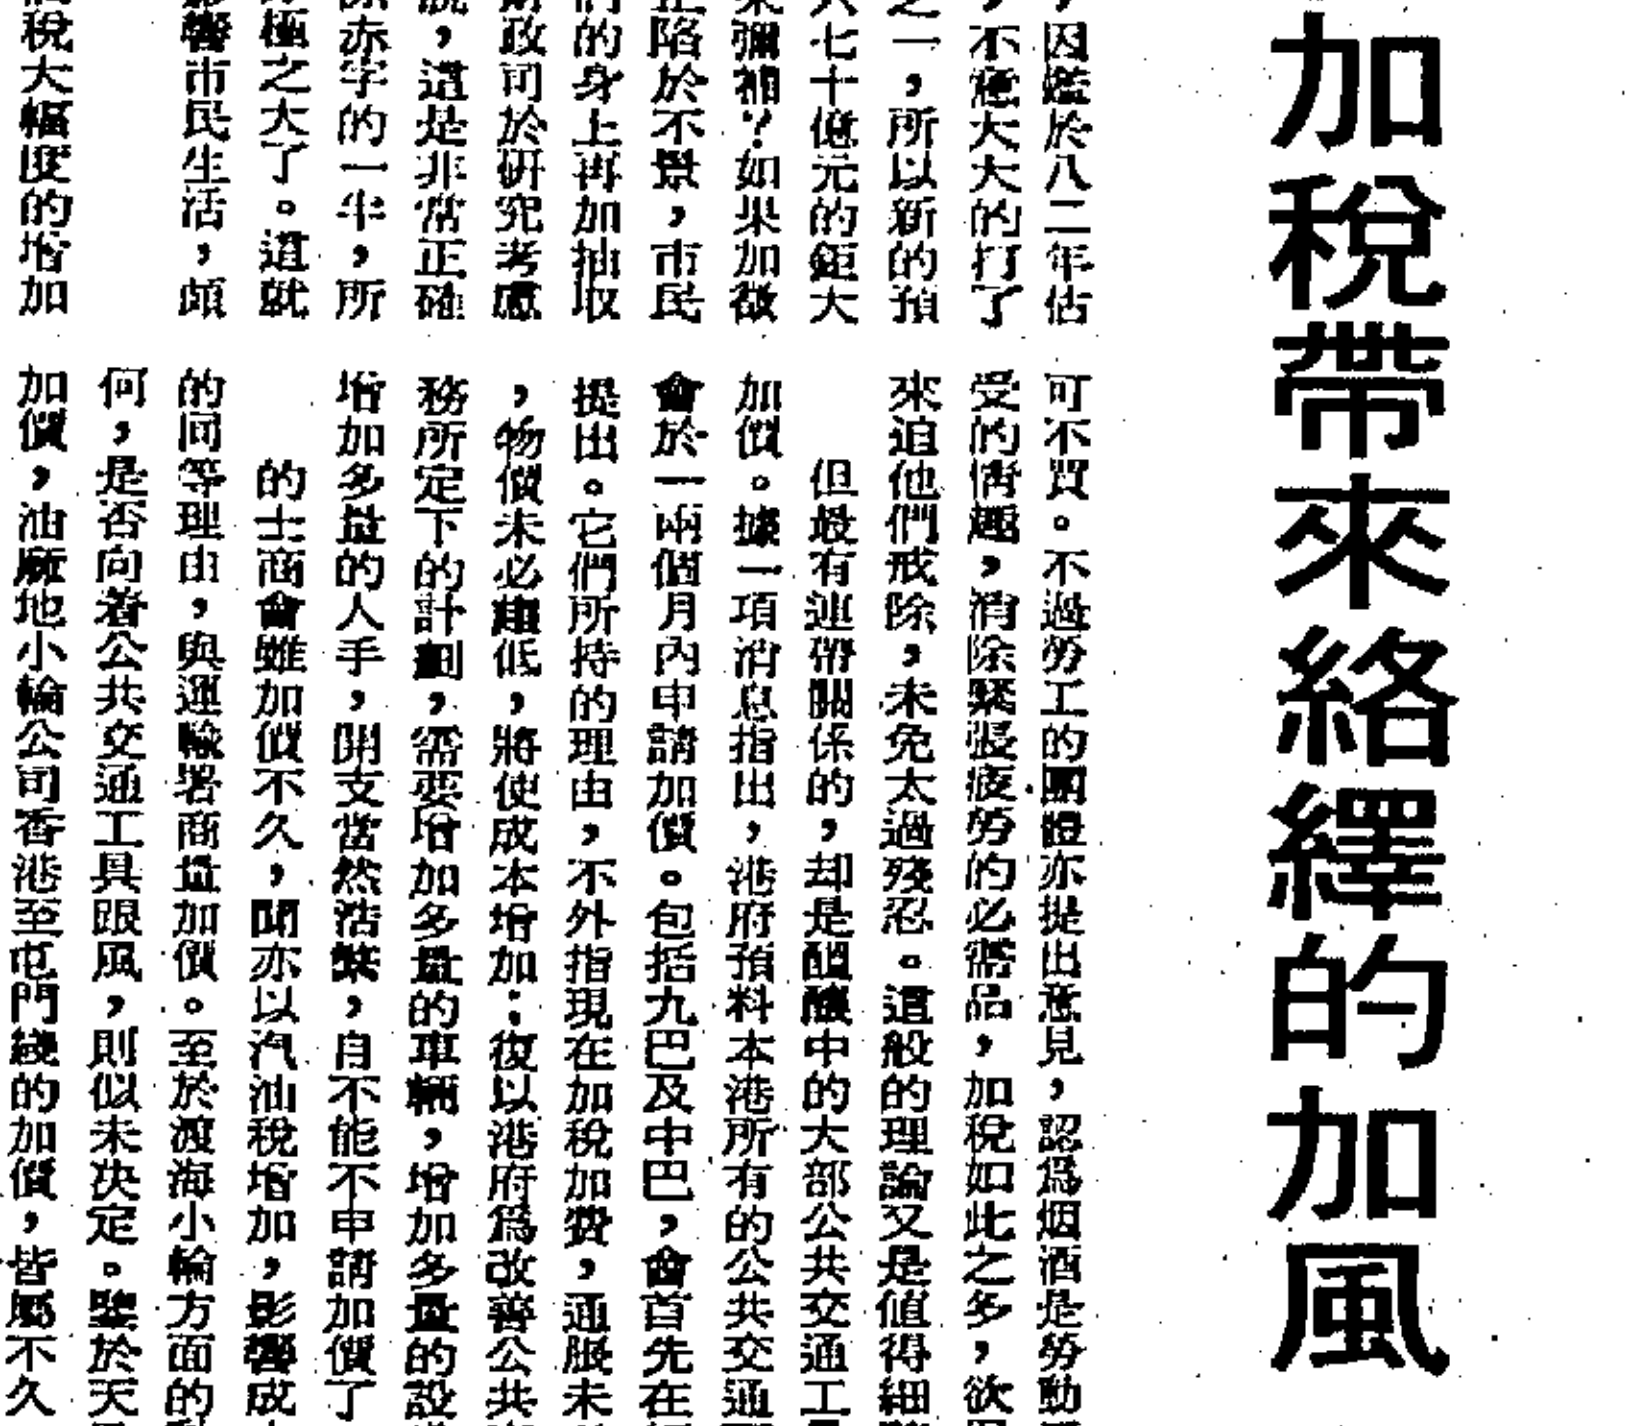 加稅帶來絡繹的加風
，因鑑於八二年估
，不應大大的打了
之一，所以新的預
六七十億元的鉅大
來彌補？如果加徵
正陷於不景，市民
們的身上再加抽取
財政司於研究考慮
說，這是非常正確
除赤字的一半，所
極之大了。道就
影響市民生活，頗
稅大幅度的增加
可不買。不過勞工的團體亦提出意見，認爲烟酒是勞動
受的情趣，消除緊張疲勞的必需品，加稅如此之多，欲
來迫他們戒除，未免太過殘忍。這般的理論又是値得細
但最有連帶關係的，却是醞釀中的大部公共交通工
加價。據一項消息指出，港府預料本港所有的公共交通
會於一兩個月內申請加價。包括九巴及中巴，會首先在
提出。它們所持的理由，不外指現在加稅加費，通脹未
，物價未必趨低，將使成本增加；復以港府爲改善公共
務所定下的計劃，需要增加多量的車輛，增加多量的設
增加多量的人手，開支當然浩繁，自不能不申請加價了
的士商會雖加價不久，聞亦以汽油稅增加，影響成
的同等理由，與運輸署商量加價。至於渡海小輪方面的
何，是否向着公共交通工具跟風，則似未决定。鑒於天
加價，油蔴地小輪公司香港至屯門綫的加價，皆屬不久